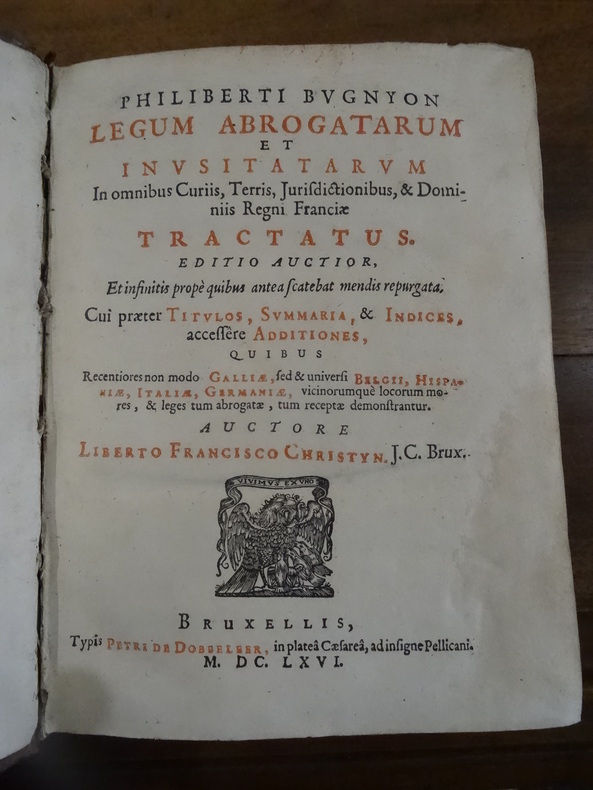 PHILIBERTI BVGNYON
LEGUM ABROGATARUM
ET
INVSITATARVM
In omnibus Curiis, Terris, Juriſdictionibus, & Domi-
niis Regni Franciæ
TRACTATUS.
EDITIO AUCTIOR,
Et infinitis propè quibus antea ſcatebat mendis repurgata.
Cui præter TITVLOS, SVMMARIA, & INDICES,
acceſſêre ADDITIONES,
QUIBUS
Recentiores non modo GALLIÆ, ſed & univerſi BELGII, HISPA-
NIÆ, ITALIÆ, GERMANIÆ, vicinorumquè locorum mo-
res, & leges tum abrogatæ, tum receptæ demonſtrantur.
AUCTORE
LIBERTO FRANCISCO CHRISTYN. J.C. Brux.
VIVIMVS EX VNO
BRUXELLIS,
Typis PETRI DE DOBBELEER, in plateâ Cæſareâ, ad inſigne Pellicani.
M. DC. LXVI.